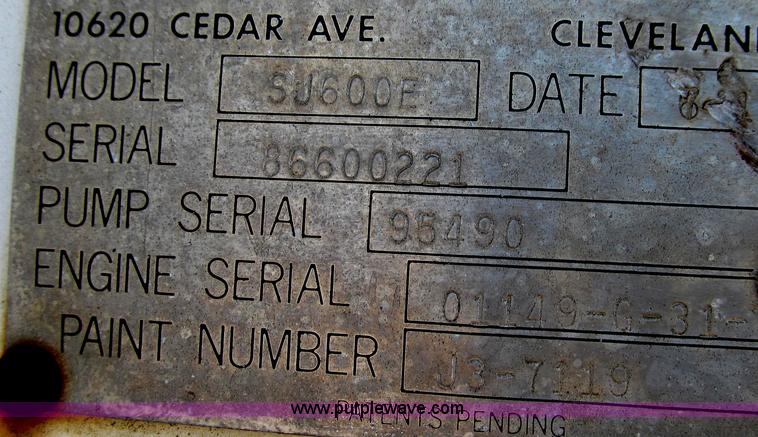 10620 CEDAR AVE. CLEVELAN
MODEL SJ600E DATE
SERIAL 86600221
PUMP SERIAL 95490
ENGINE SERIAL 01149-G-31-
PAINT NUMBER J3-7119
www.purplewave.com
PATENTS PENDING